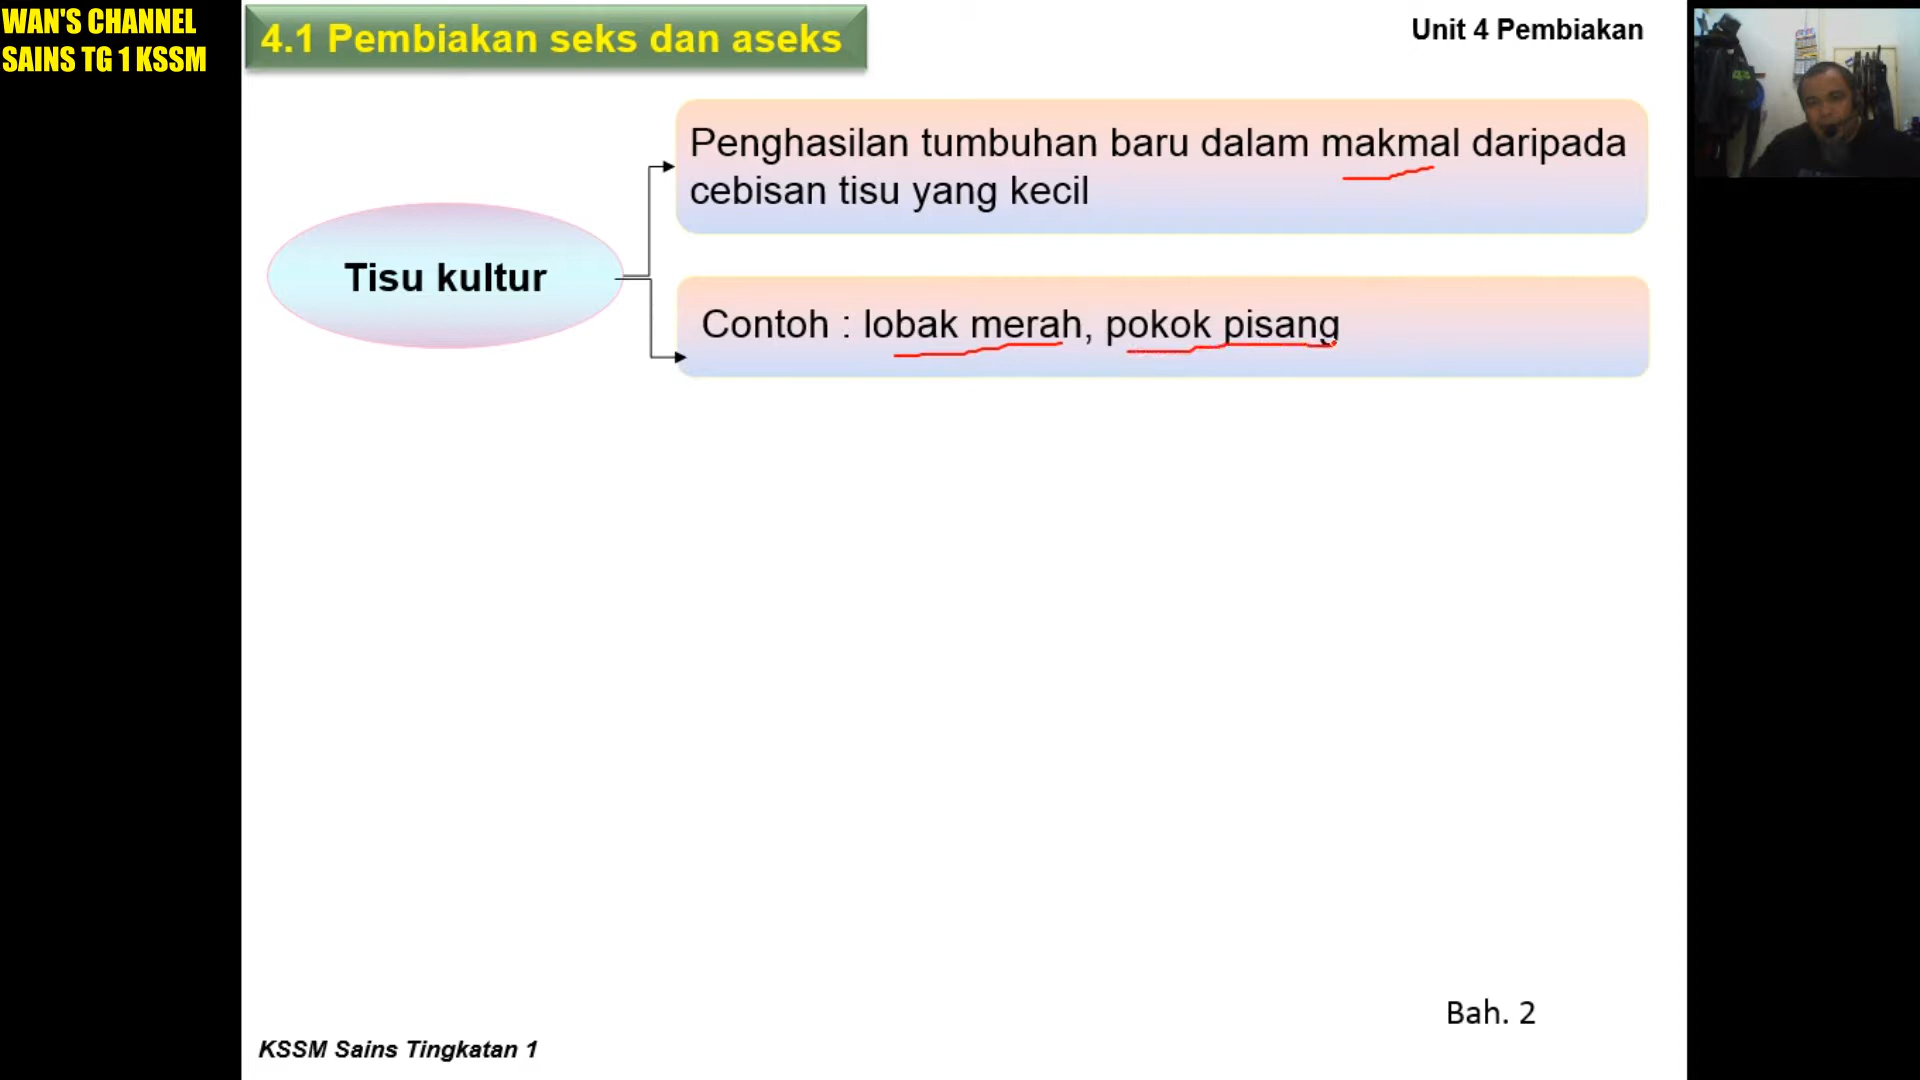 WAN'S CHANNEL
SAINS TG 1 KSSM
4.1 Pembiakan seks dan aseks
Unit 4 Pembiakan
Penghasilan tumbuhan baru dalam makmal daripada
cebisan tisu yang kecil
Tisu kultur
Contoh : lobak merah, pokok pisang
Bah. 2
KSSM Sains Tingkatan 1